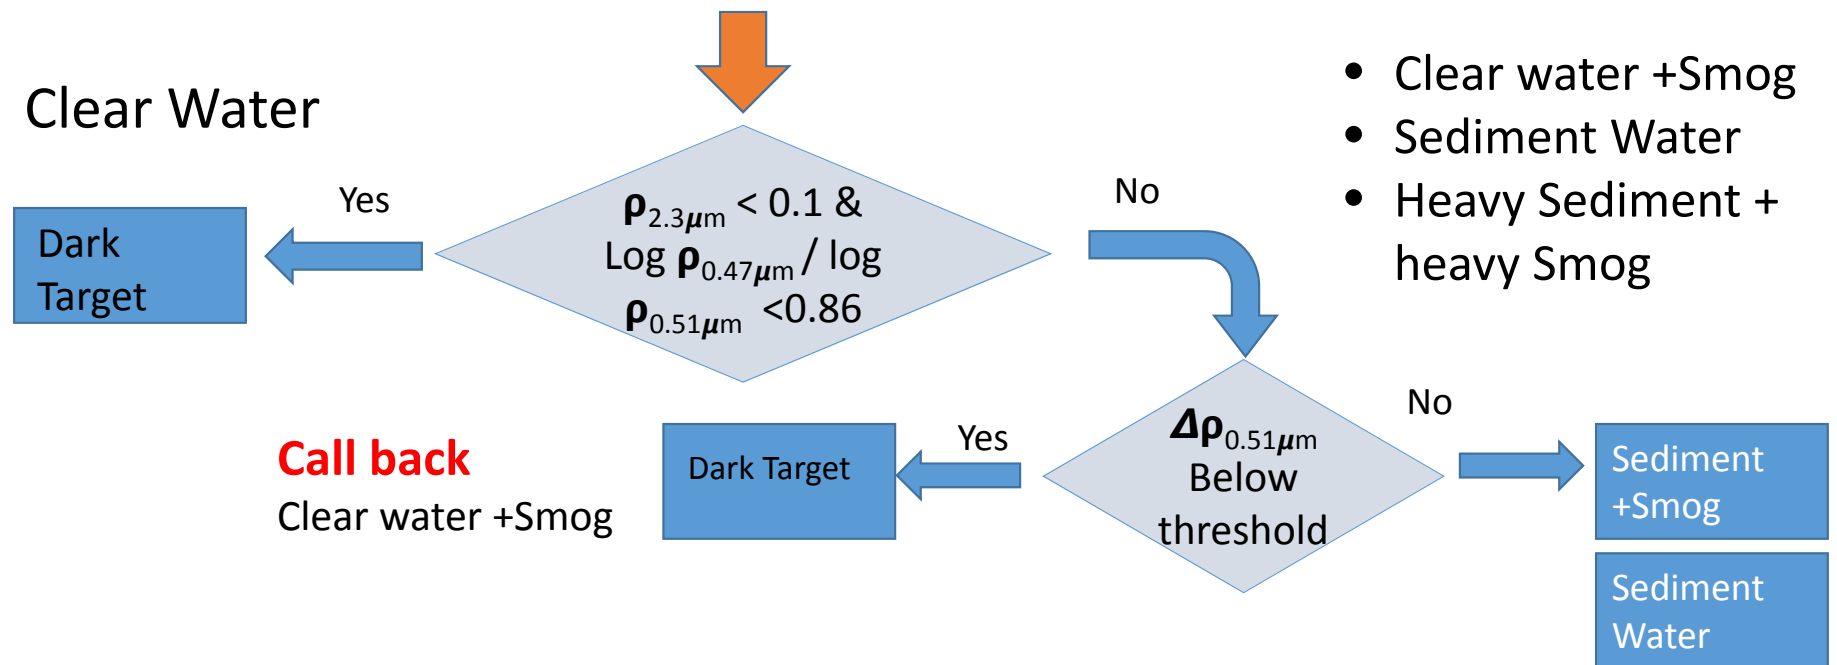 Clear Water
• Clear water +Smog
• Sediment Water
• Heavy Sediment +
heavy Smog
Yes
No
Dark
Target
ρ2.3μm < 0.1 &
Log ρ0.47μm / log
ρ0.51μm <0.86
Call back
Clear water +Smog
Dark Target
Yes
Δρ0.51μm
Below
threshold
No
Sediment
+Smog
Sediment
Water